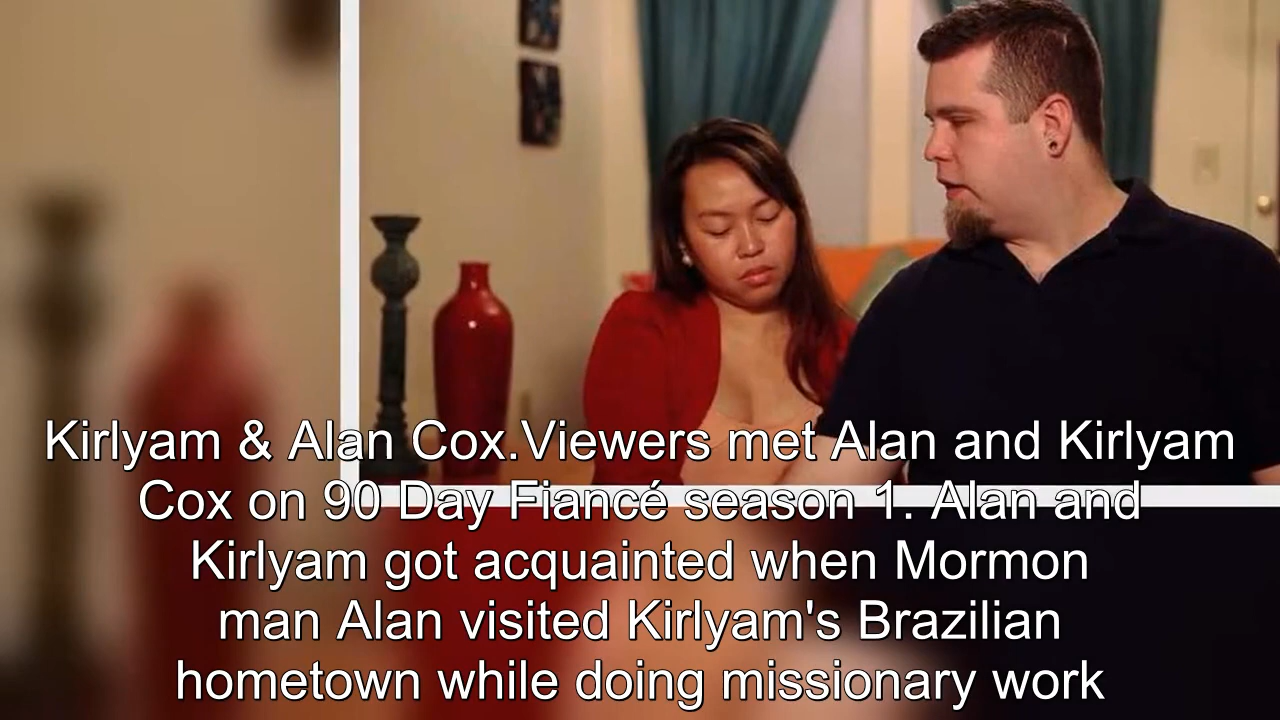 Kirlyam & Alan Cox.Viewers met Alan and Kirlyam
Cox on 90 Day Fiancé season 1. Alan and
Kirlyam got acquainted when Mormon
man Alan visited Kirlyam's Brazilian
hometown while doing missionary work